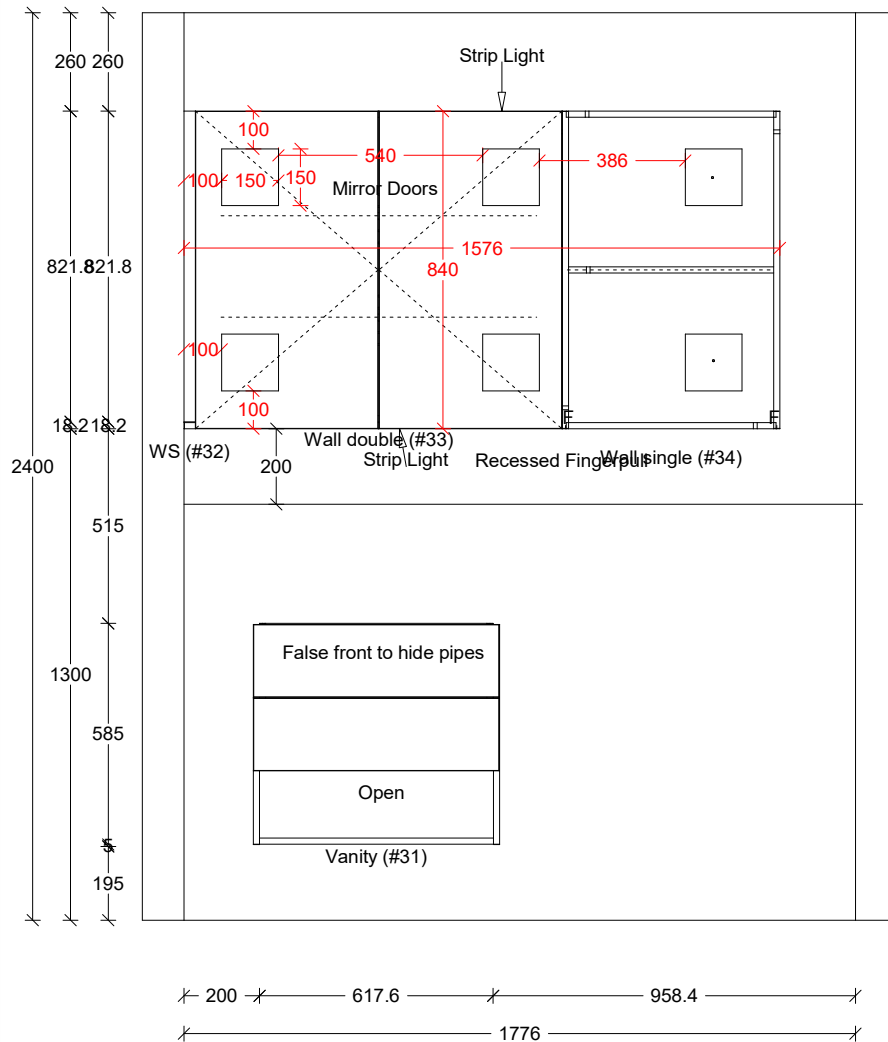 Strip Light
260
260
100
540
386
100
150
150
Mirror Doors
1576
821.8
821.8
840
100
100
18.2
18.2
Wall double (#33)
WS (#32)
Strip Light
Recessed Fingerpull
Wall single (#34)
2400
200
515
False front to hide pipes
1300
585
Open
5
Vanity (#31)
195
200
617.6
958.4
1776